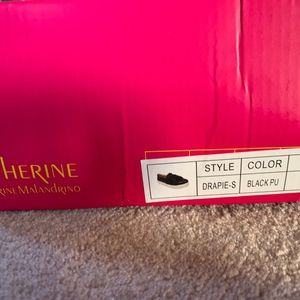 HERINE
RINE MALANDRINO
STYLE COLOR
DRAPIE-S BLACK PU